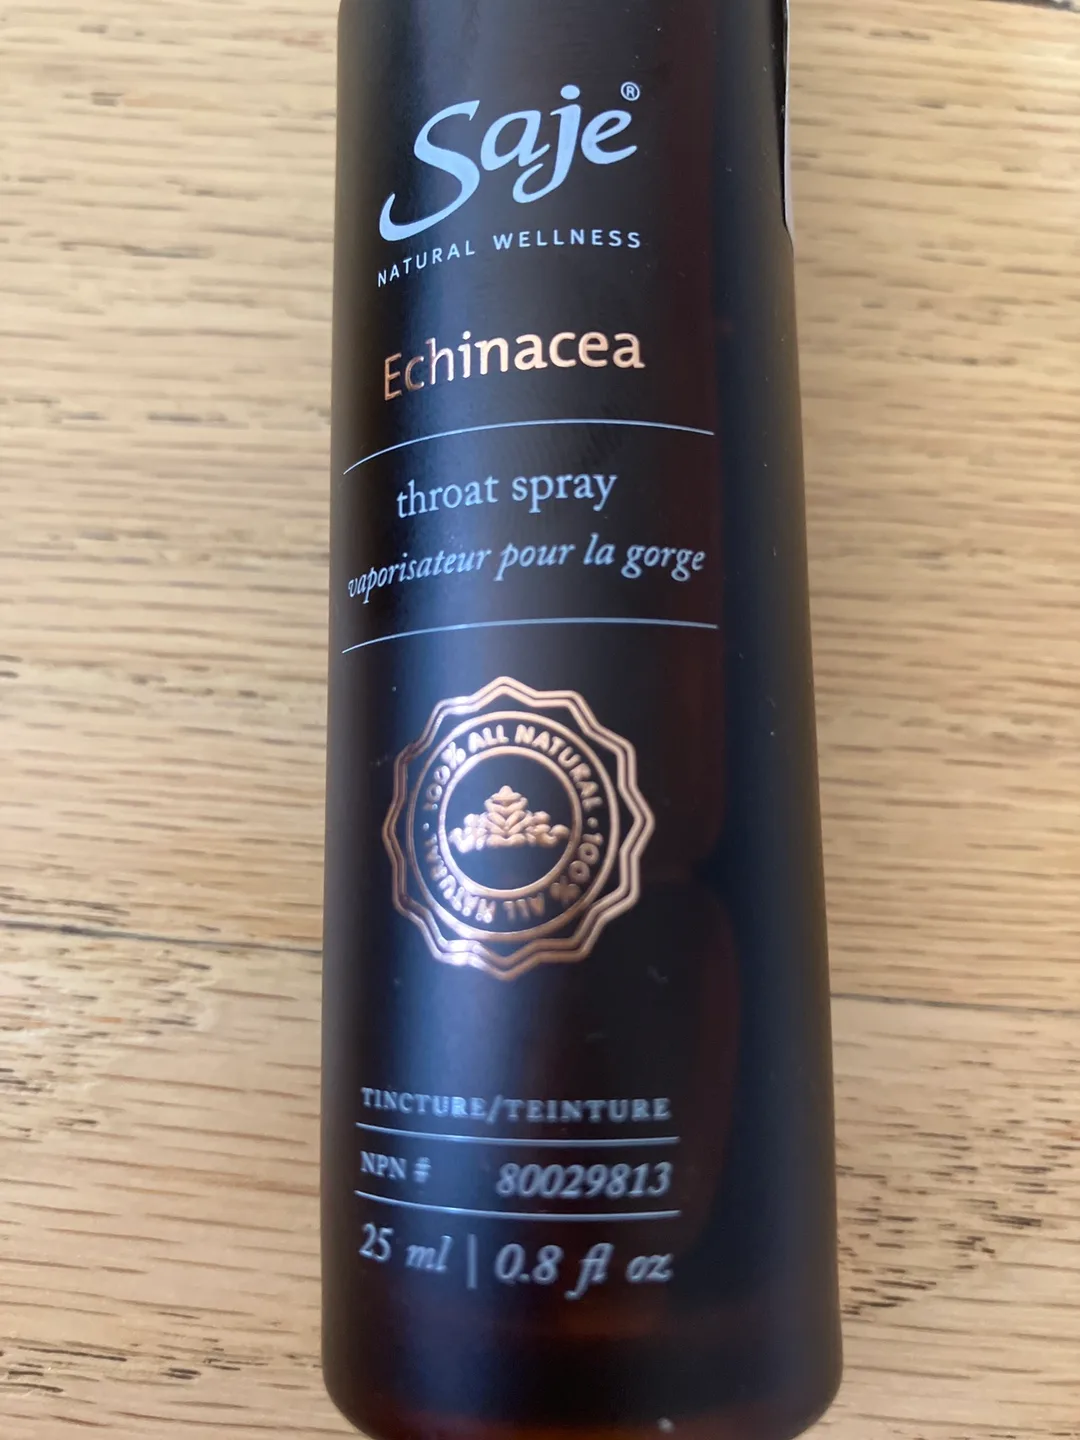 Saje®
NATURAL WELLNESS
Echinacea
throat spray
vaporisateur pour la gorge
100% ALL NATURAL · 100% ALL NATURAL ·
TINCTURE/TEINTURE
NPN # 80029813
25 ml | 0.8 fl oz